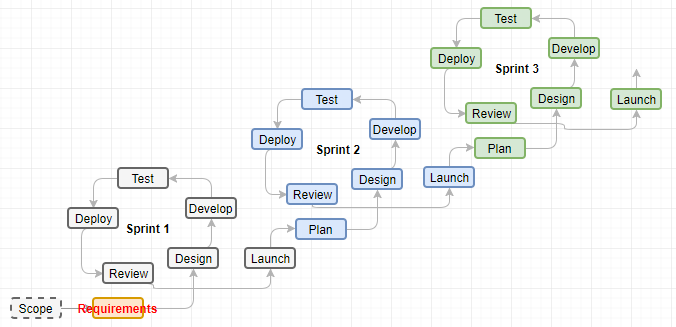 Test
Deploy
Develop
Sprint 3
Design
Review
Launch
Plan
Test
Deploy
Develop
Sprint 2
Design
Review
Launch
Plan
Test
Deploy
Develop
Sprint 1
Design
Review
Launch
Scope
Requirements